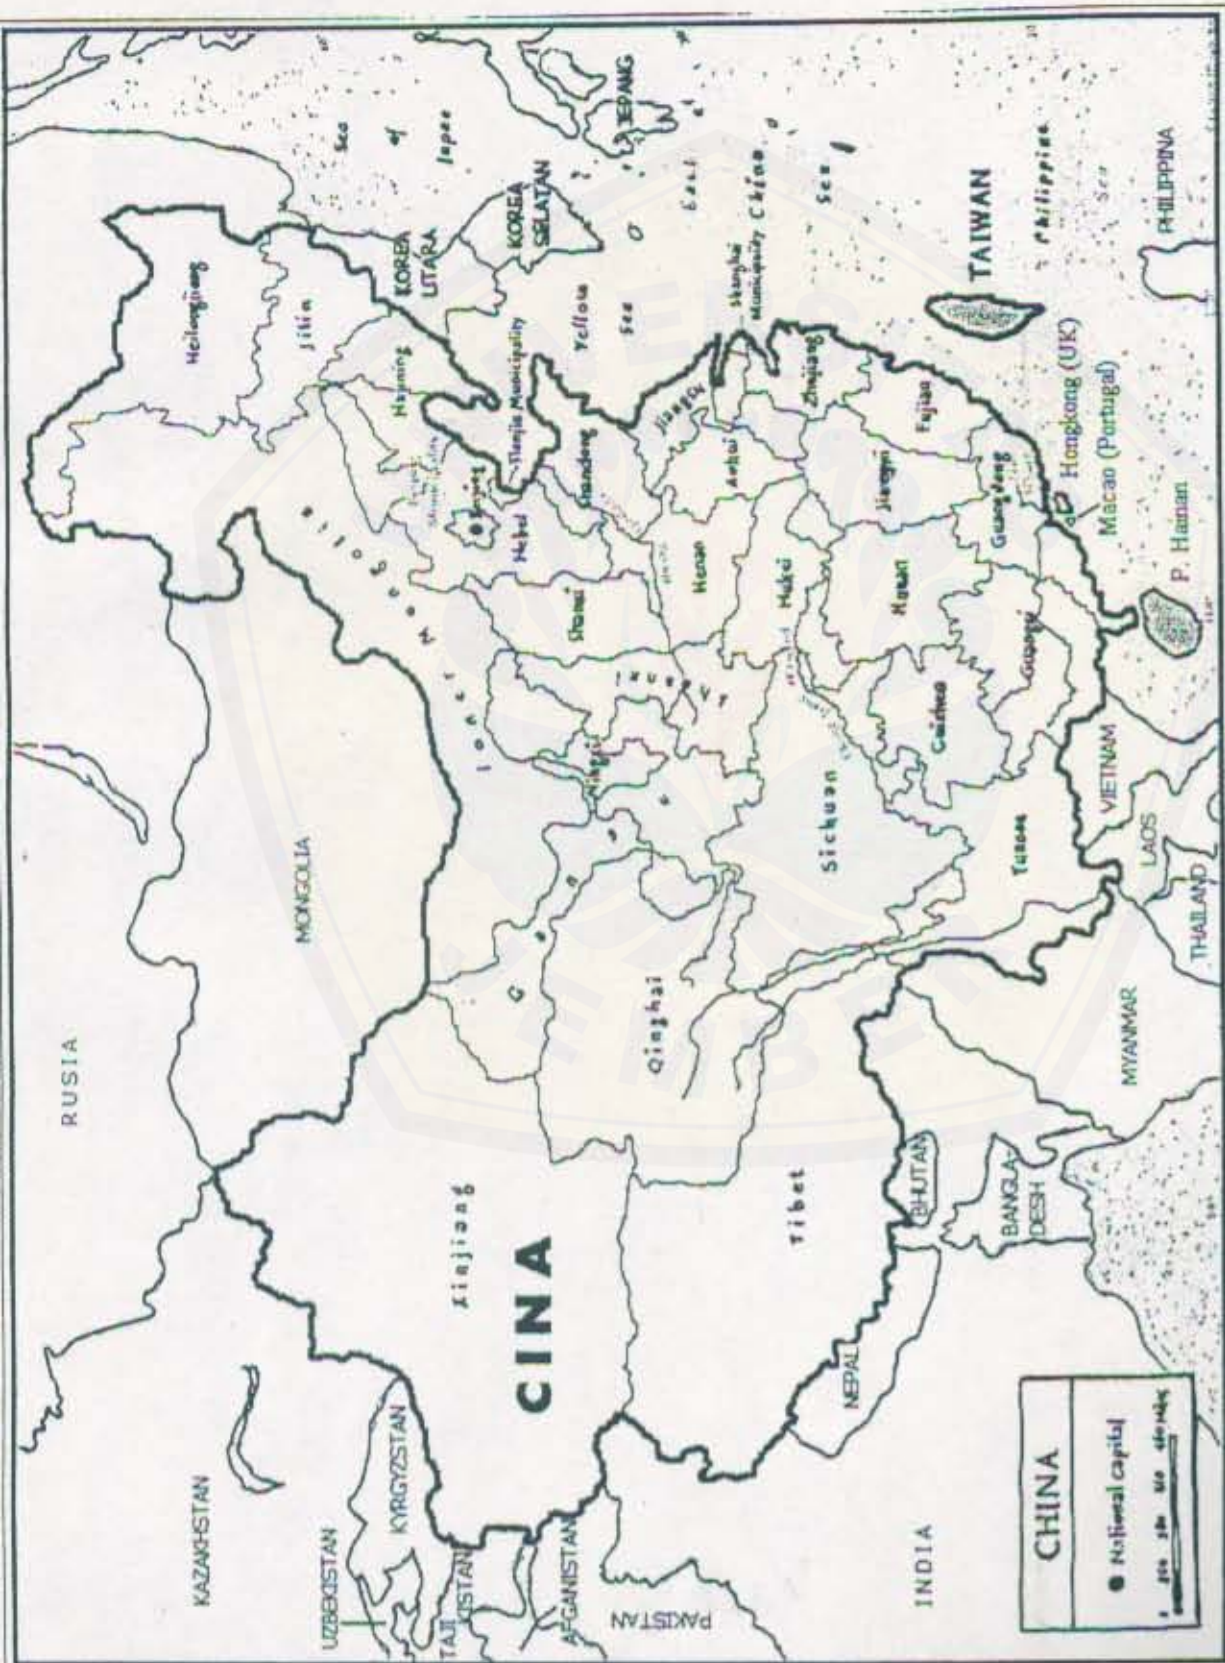 RUSIA
KAZAKHSTAN
MONGOLIA
UZBEKISTAN
KYRGYZSTAN
TAJI
KISTAN
AFGANISTAN
PAKISTAN
INDIA
NEPAL
BHUTAN
BANGLA-
DESH
MYANMAR
THAILAND
LAOS
VIETNAM
CINA
Xinjiang
Tibet
Qinghai
Gansu
Ningxia
Sichuan
Yunan
Guizhou
Guangxi
Guangdong
Hunan
Hubei
Henan
Shanxi
Hebei
Beijing
Tianjin Municipality
Shandong
Jiangsu
Anhui
Shanghai
Municipality
Zhejiang
Jiangxi
Fujian
Heilongjiang
Jilin
KOREA
UTARA
KOREA
SELATAN
JEPANG
Sea
of
Japan
Yellow
Sea
East
China
Sea
TAIWAN
Philippine
Sea
PHILIPPINA
Hongkong (UK)
Macao (Portugal)
P. Hainan
CHINA
National capital